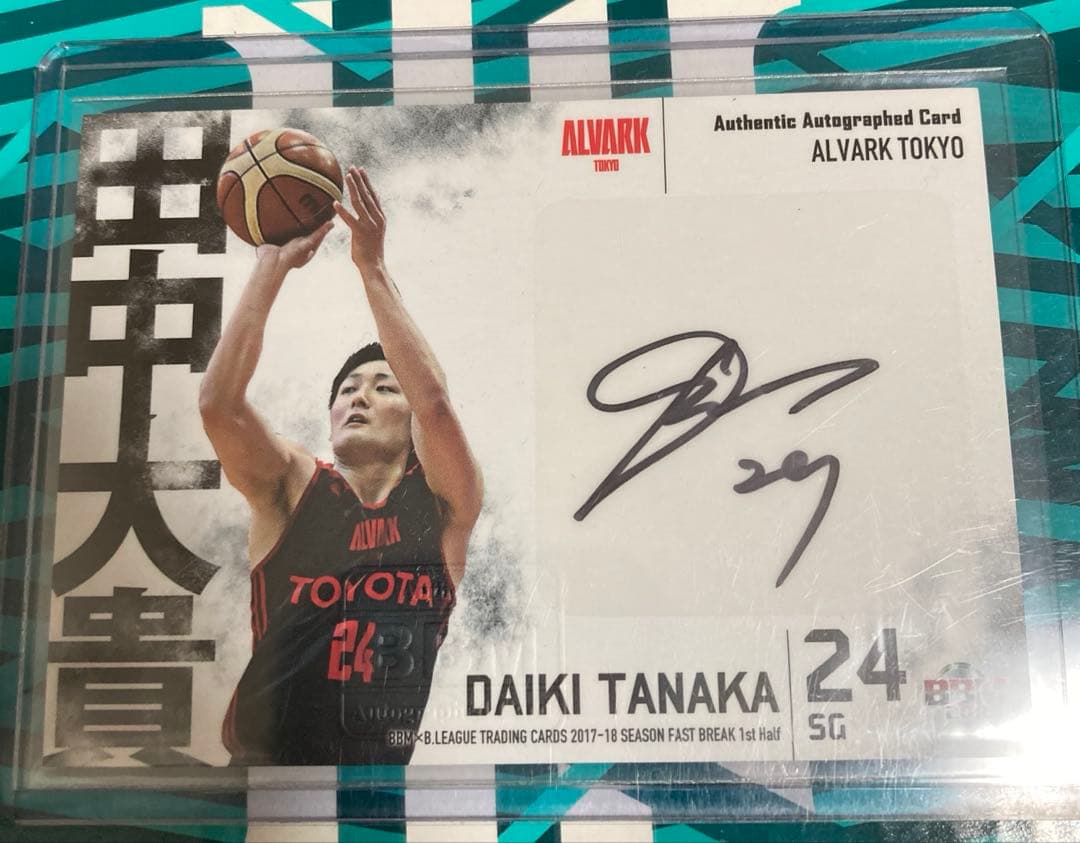 田中大貴
ALVARK
TOKYO
Authentic Autographed Card
ALVARK TOKYO
24
ALVARK
TOYOTA
24
DAIKI TANAKA
24
SG
BBM×B.LEAGUE TRADING CARDS 2017-18 SEASON FAST BREAK 1st Half